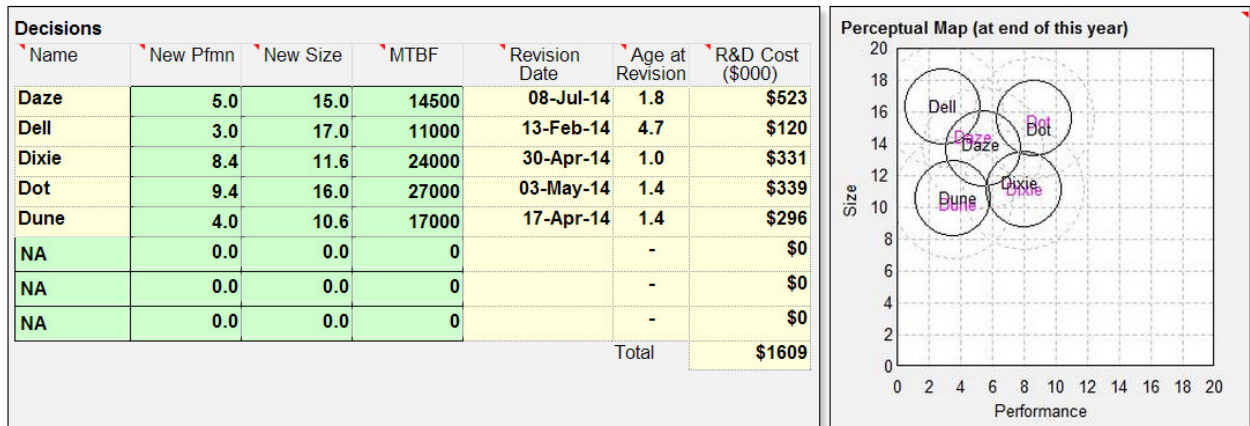 Decisions
Name New Pfmn New Size MTBF Revision Date Age at Revision R&D Cost ($000)
Daze 5.0 15.0 14500 08-Jul-14 1.8 $523
Dell 3.0 17.0 11000 13-Feb-14 4.7 $120
Dixie 8.4 11.6 24000 30-Apr-14 1.0 $331
Dot 9.4 16.0 27000 03-May-14 1.4 $339
Dune 4.0 10.6 17000 17-Apr-14 1.4 $296
NA 0.0 0.0 0 - $0
NA 0.0 0.0 0 - $0
NA 0.0 0.0 0 - $0
Total $1609
Perceptual Map (at end of this year)
20
18
16
14
12
10
8
6
4
2
0
Size
Dell
Dot
Dot
Daze
Daze
Dixie
Dixie
Dune
Dune
0 2 4 6 8 10 12 14 16 18 20
Performance